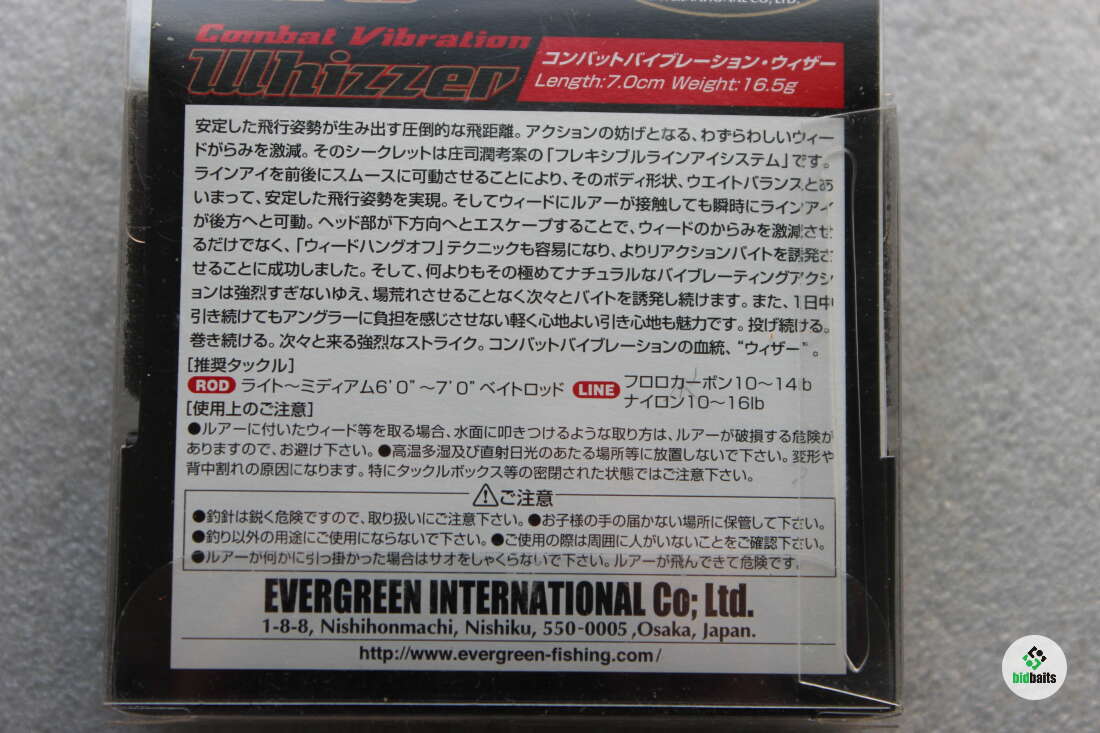 CO., LTD.
Combat Vibration
Whizzer
コンバットバイブレーション・ウィザー
Length:7.0cm Weight:16.5g
安定した飛行姿勢が生み出す圧倒的な飛距離。アクションの妨げとなる、わずらわしいウィー
ドがらみを激減。そのシークレットは庄司潤考案の「フレキシブルラインアイシステム」です。
ラインアイを前後にスムースに可動させることにより、そのボディ形状、ウエイトバランスとあ
いまって、安定した飛行姿勢を実現。そしてウィードにルアーが接触しても瞬時にラインアイ
が後方へと可動。ヘッド部が下方向へとエスケープすることで、ウィードのからみを激減させ
るだけでなく、「ウィードハングオフ」テクニックも容易になり、よりリアクションバイトを誘発さ
せることに成功しました。そして、何よりもその極めてナチュラルなバイブレーティングアクシ
ョンは強烈すぎないゆえ、場荒れさせることなく次々とバイトを誘発し続けます。また、1日中
引き続けてもアングラーに負担を感じさせない軽く心地よい引き心地も魅力です。投げ続ける。
巻き続ける。次々と来る強烈なストライク。コンバットバイブレーションの血統、“ウィザー”。
[推奨タックル]
ROD ライト～ミディアム6'0"～7'0"ベイトロッド LINE フロロカーボン10～14lb
ナイロン10～16lb
[使用上のご注意]
●ルアーに付いたウィード等を取る場合、水面に叩きつけるような取り方は、ルアーが破損する危険が
ありますので、お避け下さい。●高温多湿及び直射日光のあたる場所等に放置しないで下さい。変形や
背中割れの原因になります。特にタックルボックス等の密閉された状態ではご注意下さい。
⚠ご注意
●釣針は鋭く危険ですので、取り扱いにご注意下さい。●お子様の手の届かない場所に保管して下さい。
●釣り以外の用途にご使用にならないで下さい。●ご使用の際は周囲に人がいないことをご確認下さい。
●ルアーが何かに引っ掛かった場合はサオをしゃくらないで下さい。ルアーが飛んできて危険です。
EVERGREEN INTERNATIONAL Co; Ltd.
1-8-8, Nishihonmachi, Nishiku, 550-0005 ,Osaka, Japan.
http://www.evergreen-fishing.com/
bidbaits